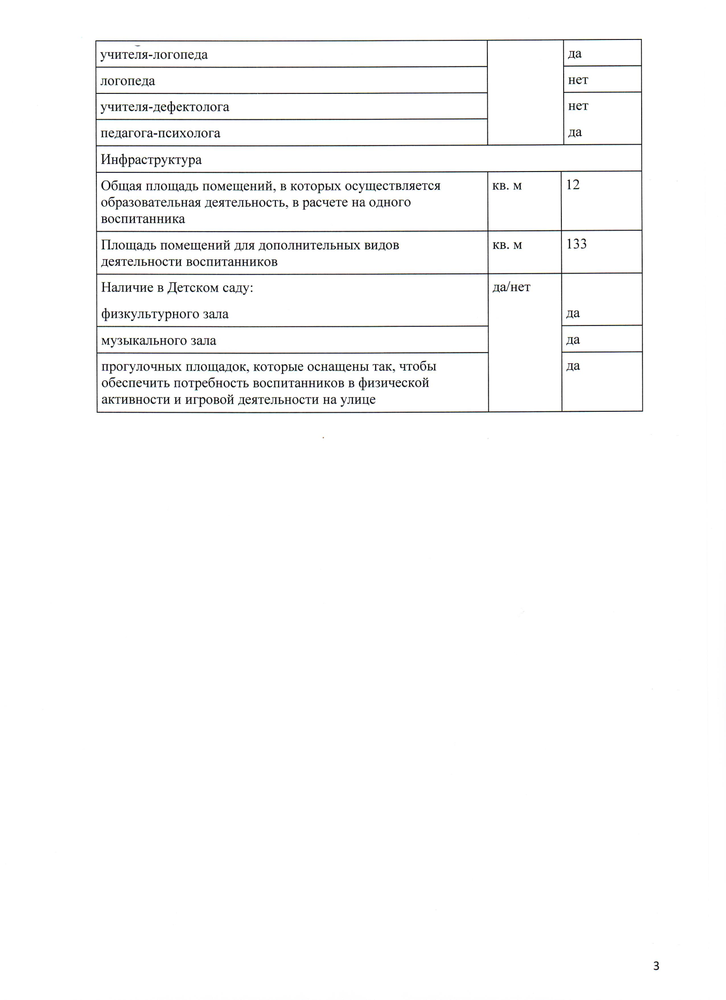 учителя-логопеда да
логопеда нет
учителя-дефектолога нет
педагога-психолога да
Инфраструктура
Общая площадь помещений, в которых осуществляется кв. м 12
образовательная деятельность, в расчете на одного
воспитанника
Площадь помещений для дополнительных видов кв. м 133
деятельности воспитанников
Наличие в Детском саду: да/нет
физкультурного зала да
музыкального зала да
прогулочных площадок, которые оснащены так, чтобы да
обеспечить потребность воспитанников в физической
активности и игровой деятельности на улице
3